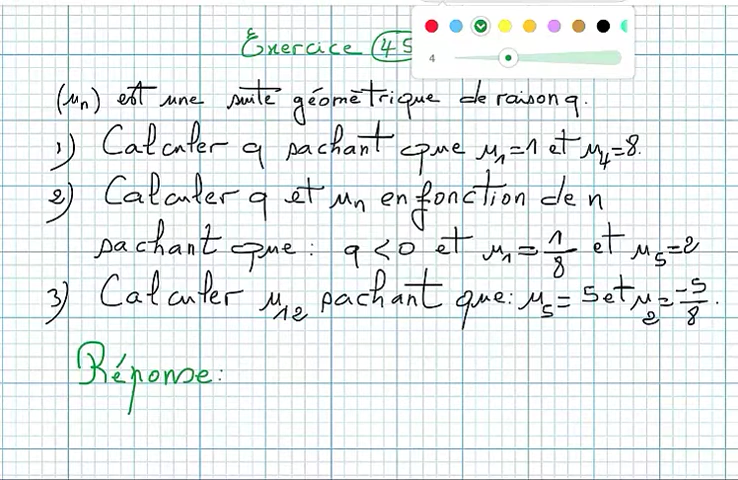 Exercice 45
4
(un) est une suite géométrique de raison q.
1) Calculer q sachant que u1=1 et u4=8.
2) Calculer q et un en fonction de n
sachant que : q<0 et u1=1/8 et u5=2
3) Calculer u12 sachant que: u5=5 et u2=-5/8.
Réponse: